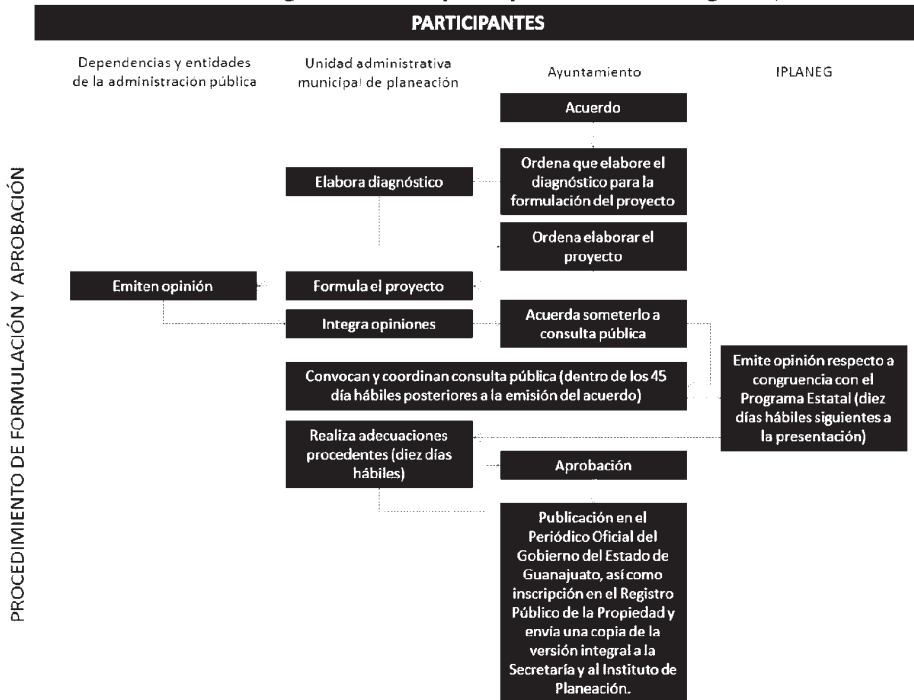 PARTICIPANTES
Dependencias y entidades
de la administración pública
Unidad administrativa
municipal de planeación
Ayuntamiento
IPLANEG
PROCEDIMIENTO DE FORMULACIÓN Y APROBACIÓN
Acuerdo
Elabora diagnóstico
Ordena que elabore el
diagnóstico para la
formulación del proyecto
Ordena elaborar el
proyecto
Emiten opinión
Formula el proyecto
Integra opiniones
Acuerda someterlo a
consulta pública
Emite opinión respecto a
congruencia con el
Programa Estatal (diez
días hábiles siguientes a
la presentación)
Convocan y coordinan consulta pública (dentro de los 45
día hábiles posteriores a la emisión del acuerdo)
Realiza adecuaciones
procedentes (diez días
hábiles)
Aprobación
Publicación en el
Periódico Oficial del
Gobierno del Estado de
Guanajuato, así como
inscripción en el Registro
Público de la Propiedad y
envía una copia de la
versión integral a la
Secretaría y al Instituto de
Planeación.